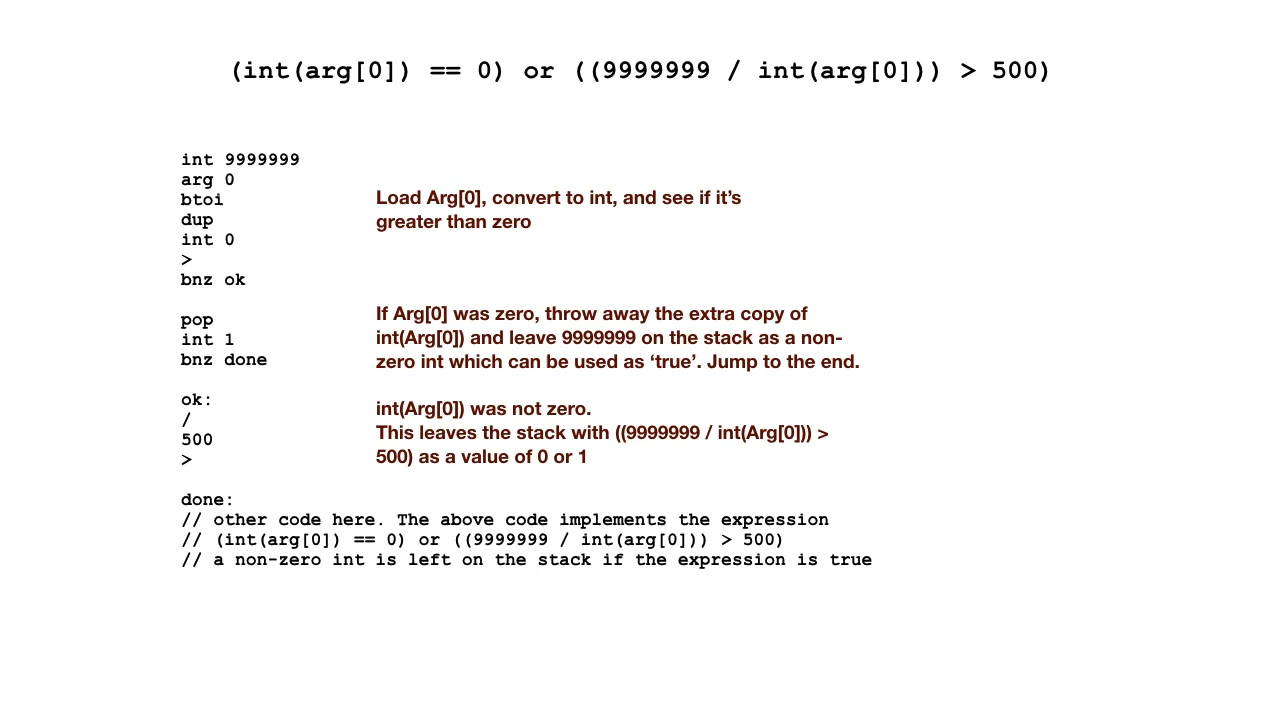 (int(arg[0]) == 0) or ((9999999 / int(arg[0])) > 500)
int 9999999
arg 0
btoi
dup
int 0
>
bnz ok
Load Arg[0], convert to int, and see if it’s
greater than zero
pop
int 1
bnz done
If Arg[0] was zero, throw away the extra copy of
int(Arg[0]) and leave 9999999 on the stack as a non-
zero int which can be used as ‘true’. Jump to the end.
ok:
/
500
>
int(Arg[0]) was not zero.
This leaves the stack with ((9999999 / int(Arg[0])) >
500) as a value of 0 or 1
done:
// other code here. The above code implements the expression
// (int(arg[0]) == 0) or ((9999999 / int(arg[0])) > 500)
// a non-zero int is left on the stack if the expression is true